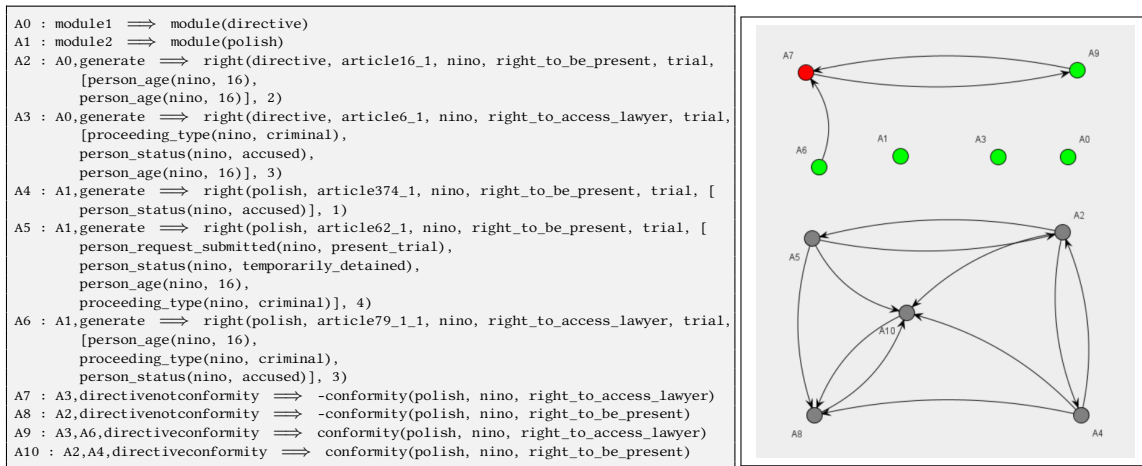 A0 : module1 ⟹ module(directive)
A1 : module2 ⟹ module(polish)
A2 : A0,generate ⟹ right(directive, article16_1, nino, right_to_be_present, trial,
[person_age(nino, 16),
person_age(nino, 16)], 2)
A3 : A0,generate ⟹ right(directive, article6_1, nino, right_to_access_lawyer, trial,
[proceeding_type(nino, criminal),
person_status(nino, accused),
person_age(nino, 16)], 3)
A4 : A1,generate ⟹ right(polish, article374_1, nino, right_to_be_present, trial, [
person_status(nino, accused)], 1)
A5 : A1,generate ⟹ right(polish, article62_1, nino, right_to_be_present, trial, [
person_request_submitted(nino, present_trial),
person_status(nino, temporarily_detained),
person_age(nino, 16),
proceeding_type(nino, criminal)], 4)
A6 : A1,generate ⟹ right(polish, article79_1_1, nino, right_to_access_lawyer, trial,
[person_age(nino, 16),
proceeding_type(nino, criminal),
person_status(nino, accused)], 3)
A7 : A3,directivenotconformity ⟹ -conformity(polish, nino, right_to_access_lawyer)
A8 : A2,directivenotconformity ⟹ -conformity(polish, nino, right_to_be_present)
A9 : A3,A6,directiveconformity ⟹ conformity(polish, nino, right_to_access_lawyer)
A10 : A2,A4,directiveconformity ⟹ conformity(polish, nino, right_to_be_present)
A7
A9
A6
A1
A3
A0
A5
A2
A10
A8
A4